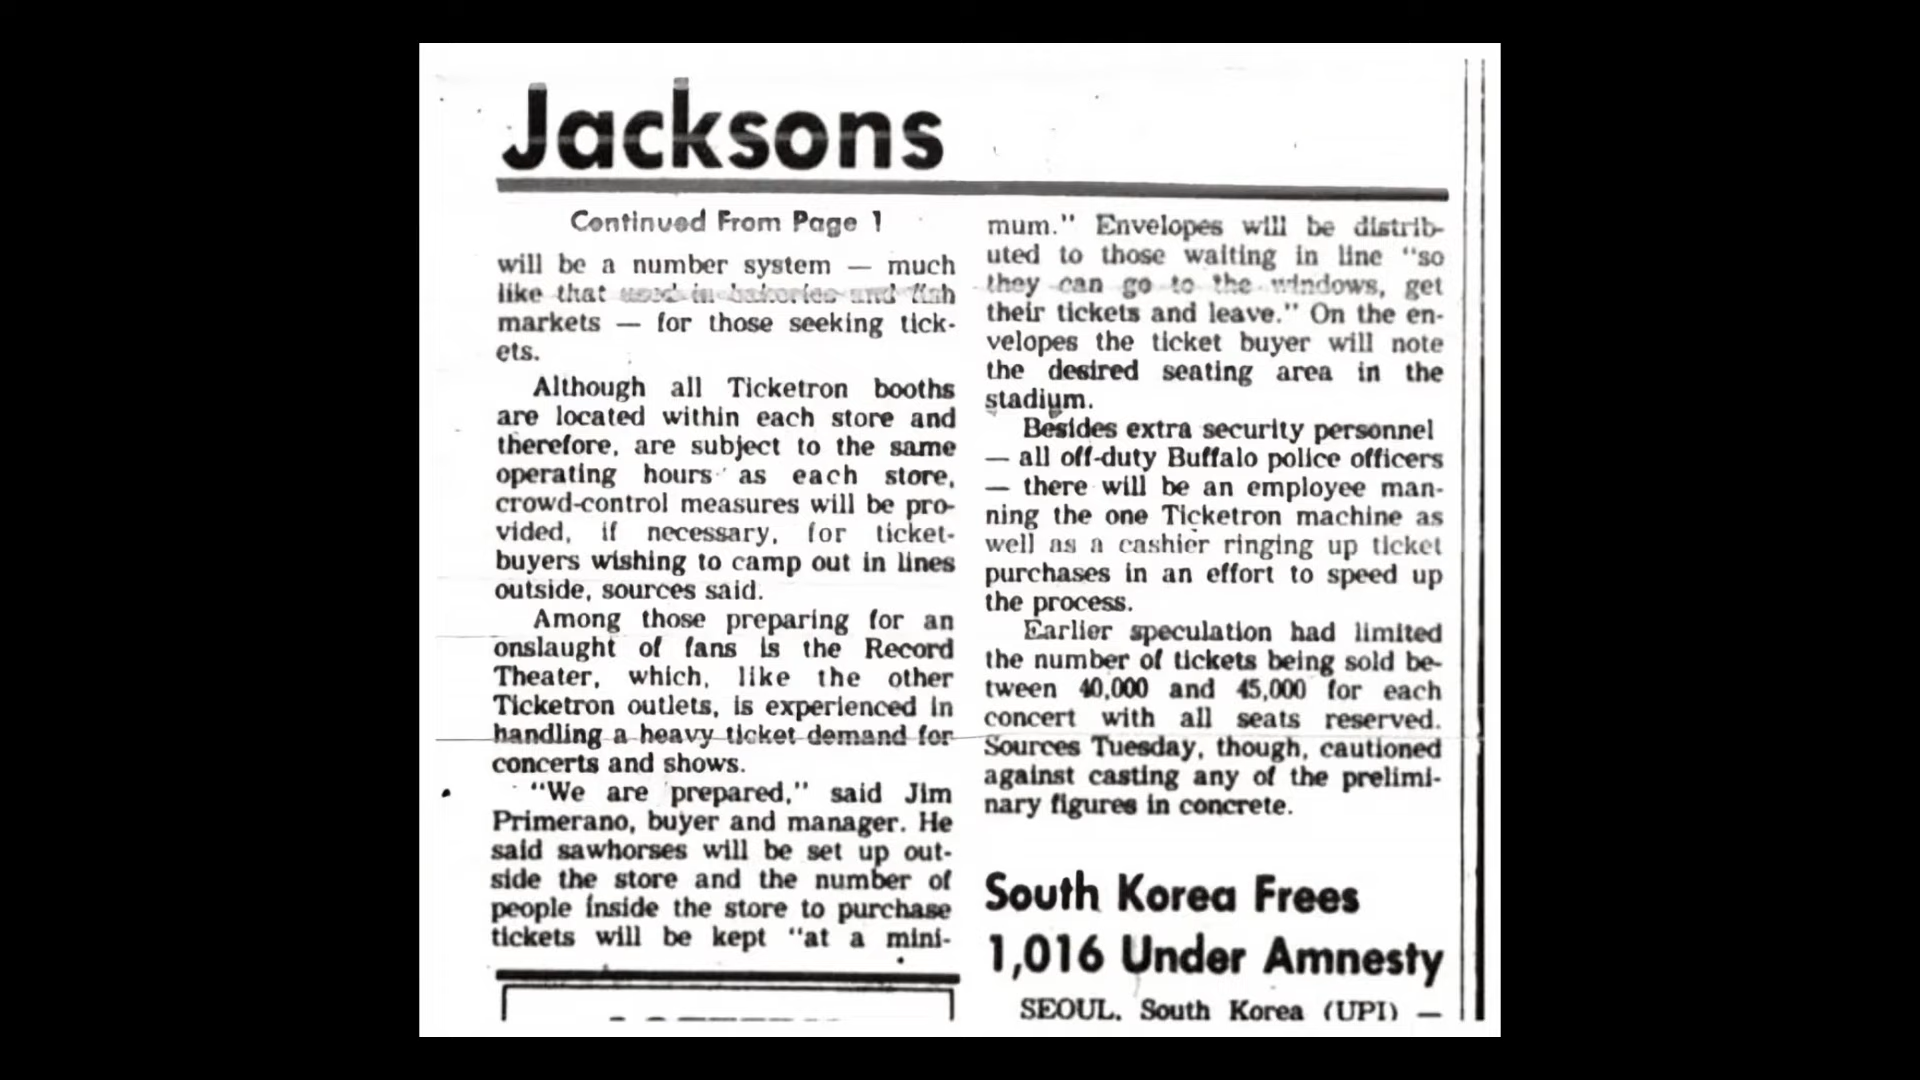 Jacksons
Continued From Page 1
will be a number system — much
like that used in bakeries and fish
markets — for those seeking tick-
ets.
Although all Ticketron booths
are located within each store and
therefore, are subject to the same
operating hours as each store,
crowd-control measures will be pro-
vided, if necessary, for ticket-
buyers wishing to camp out in lines
outside, sources said.
Among those preparing for an
onslaught of fans is the Record
Theater, which, like the other
Ticketron outlets, is experienced in
handling a heavy ticket demand for
concerts and shows.
"We are prepared," said Jim
Primerano, buyer and manager. He
said sawhorses will be set up out-
side the store and the number of
people inside the store to purchase
tickets will be kept "at a mini-
mum." Envelopes will be distrib-
uted to those waiting in line "so
they can go to the windows, get
their tickets and leave." On the en-
velopes the ticket buyer will note
the desired seating area in the
stadium.
Besides extra security personnel
— all off-duty Buffalo police officers
— there will be an employee man-
ning the one Ticketron machine as
well as a cashier ringing up ticket
purchases in an effort to speed up
the process.
Earlier speculation had limited
the number of tickets being sold be-
tween 40,000 and 45,000 for each
concert with all seats reserved.
Sources Tuesday, though, cautioned
against casting any of the prelimi-
nary figures in concrete.
South Korea Frees
1,016 Under Amnesty
SEOUL, South Korea (UPI) —